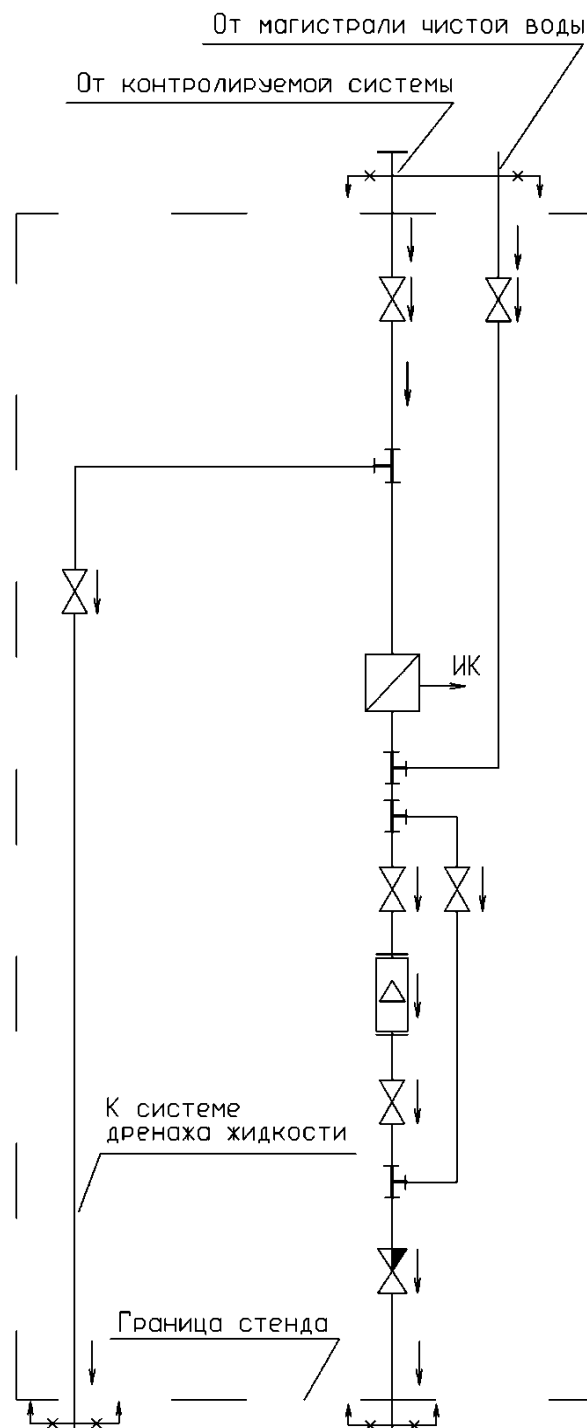 От магистрали чистой воды
От контролируемой системы
ИК
К системе
дренажа жидкости
Граница стенда